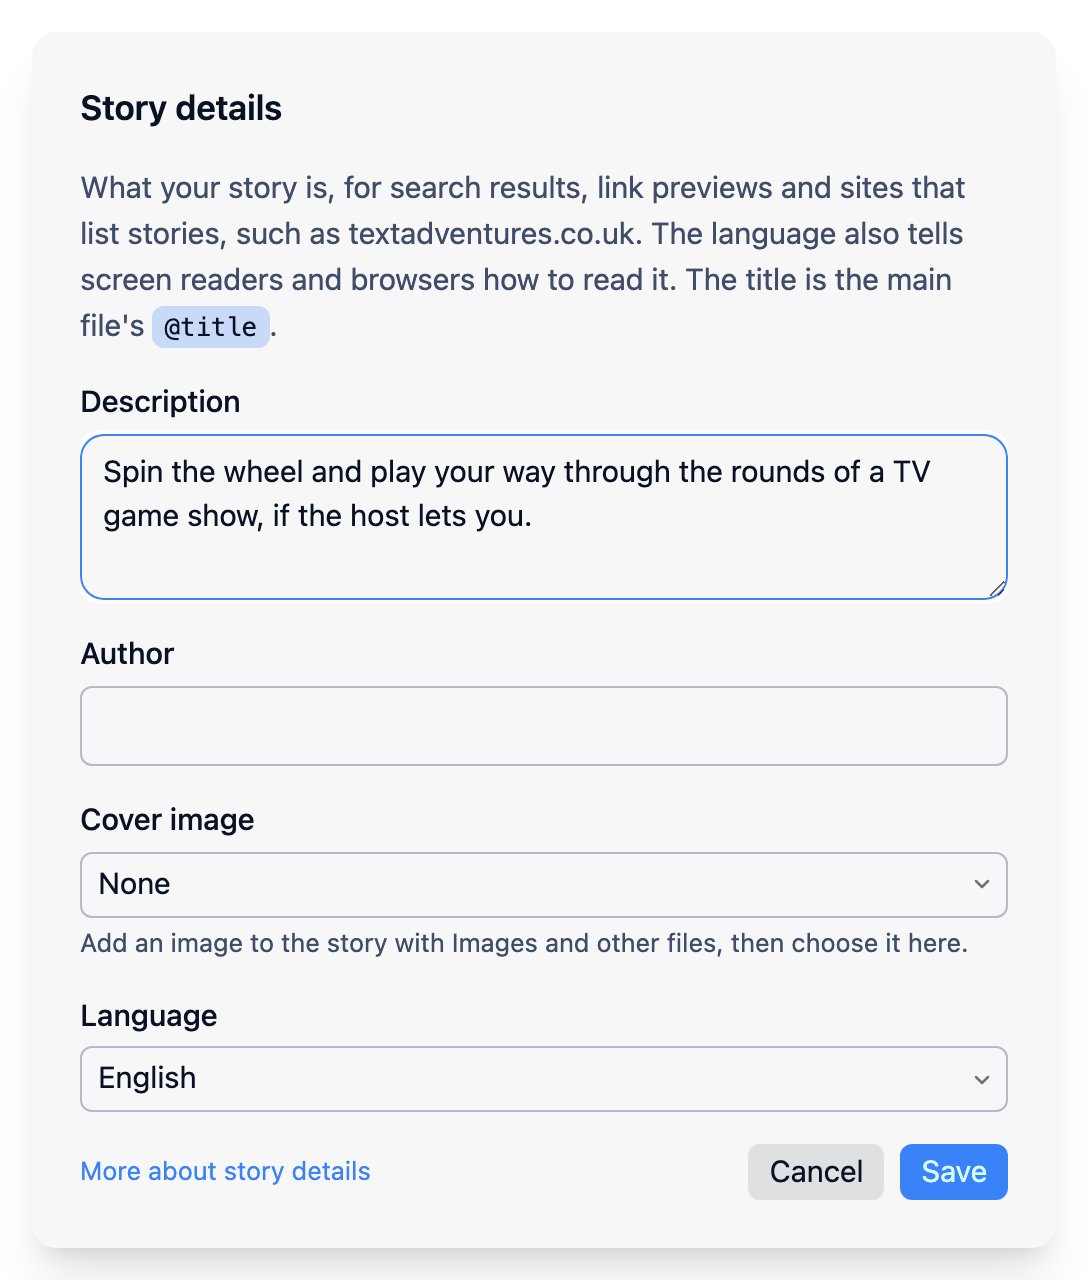 Story details
What your story is, for search results, link previews and sites that
list stories, such as textadventures.co.uk. The language also tells
screen readers and browsers how to read it. The title is the main
file's @title.
Description
Spin the wheel and play your way through the rounds of a TV
game show, if the host lets you.
Author
Cover image
None
Add an image to the story with Images and other files, then choose it here.
Language
English
More about story details
Cancel
Save